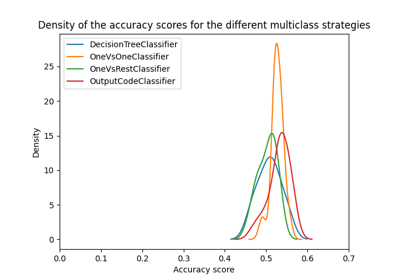 Density of the accuracy scores for the different multiclass strategies
DecisionTreeClassifier
OneVsOneClassifier
OneVsRestClassifier
OutputCodeClassifier
Density
25
20
15
10
5
0
0.0 0.1 0.2 0.3 0.4 0.5 0.6 0.7
Accuracy score